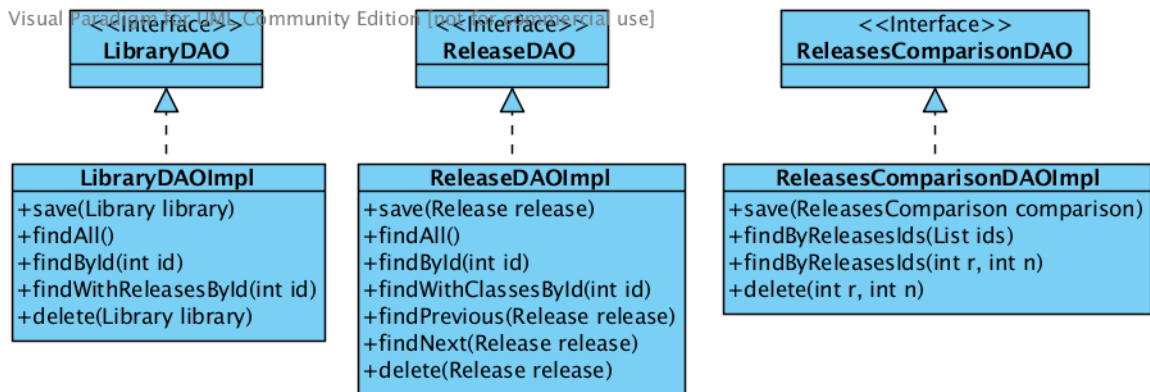 Visual Paradigm for UML Community Edition [not for commercial use]
<<Interface>>
LibraryDAO
<<Interface>>
ReleaseDAO
<<Interface>>
ReleasesComparisonDAO
LibraryDAOImpl
+save(Library library)
+findAll()
+findById(int id)
+findWithReleasesById(int id)
+delete(Library library)
ReleaseDAOImpl
+save(Release release)
+findAll()
+findById(int id)
+findWithClassesById(int id)
+findPrevious(Release release)
+findNext(Release release)
+delete(Release release)
ReleasesComparisonDAOImpl
+save(ReleasesComparison comparison)
+findByReleasesIds(List ids)
+findByReleasesIds(int r, int n)
+delete(int r, int n)